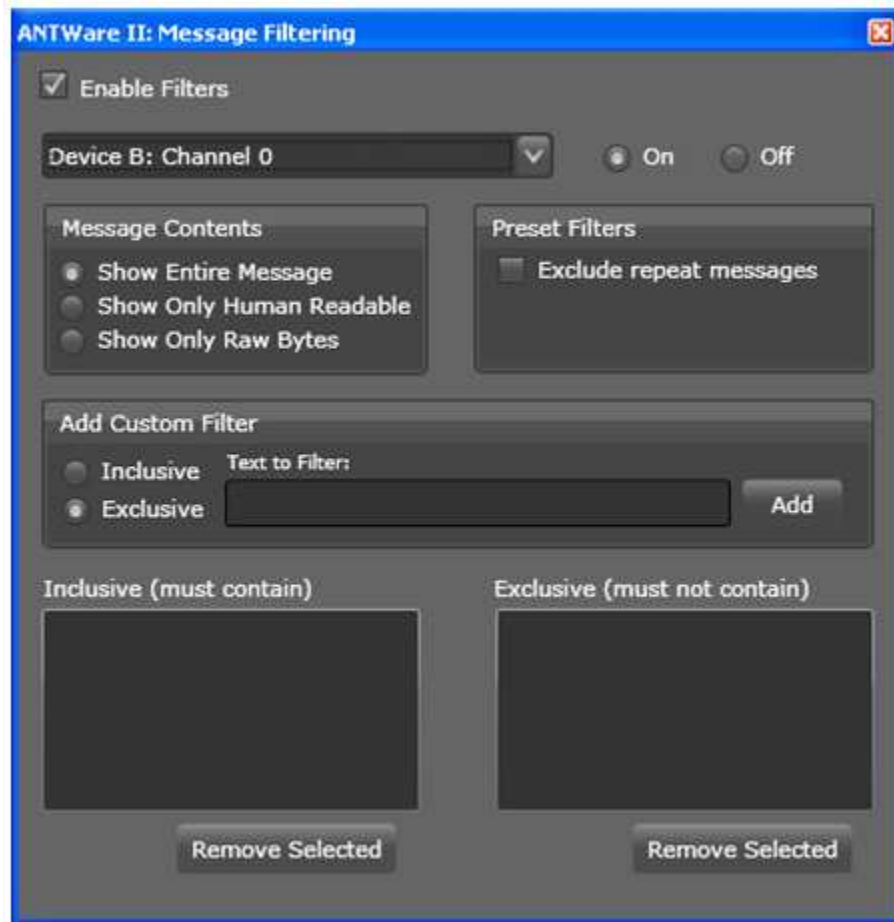 ANTWare II: Message Filtering
Enable Filters
Device B: Channel 0
On
Off
Message Contents
Show Entire Message
Show Only Human Readable
Show Only Raw Bytes
Preset Filters
Exclude repeat messages
Add Custom Filter
Inclusive
Exclusive
Text to Filter:
Add
Inclusive (must contain)
Exclusive (must not contain)
Remove Selected
Remove Selected